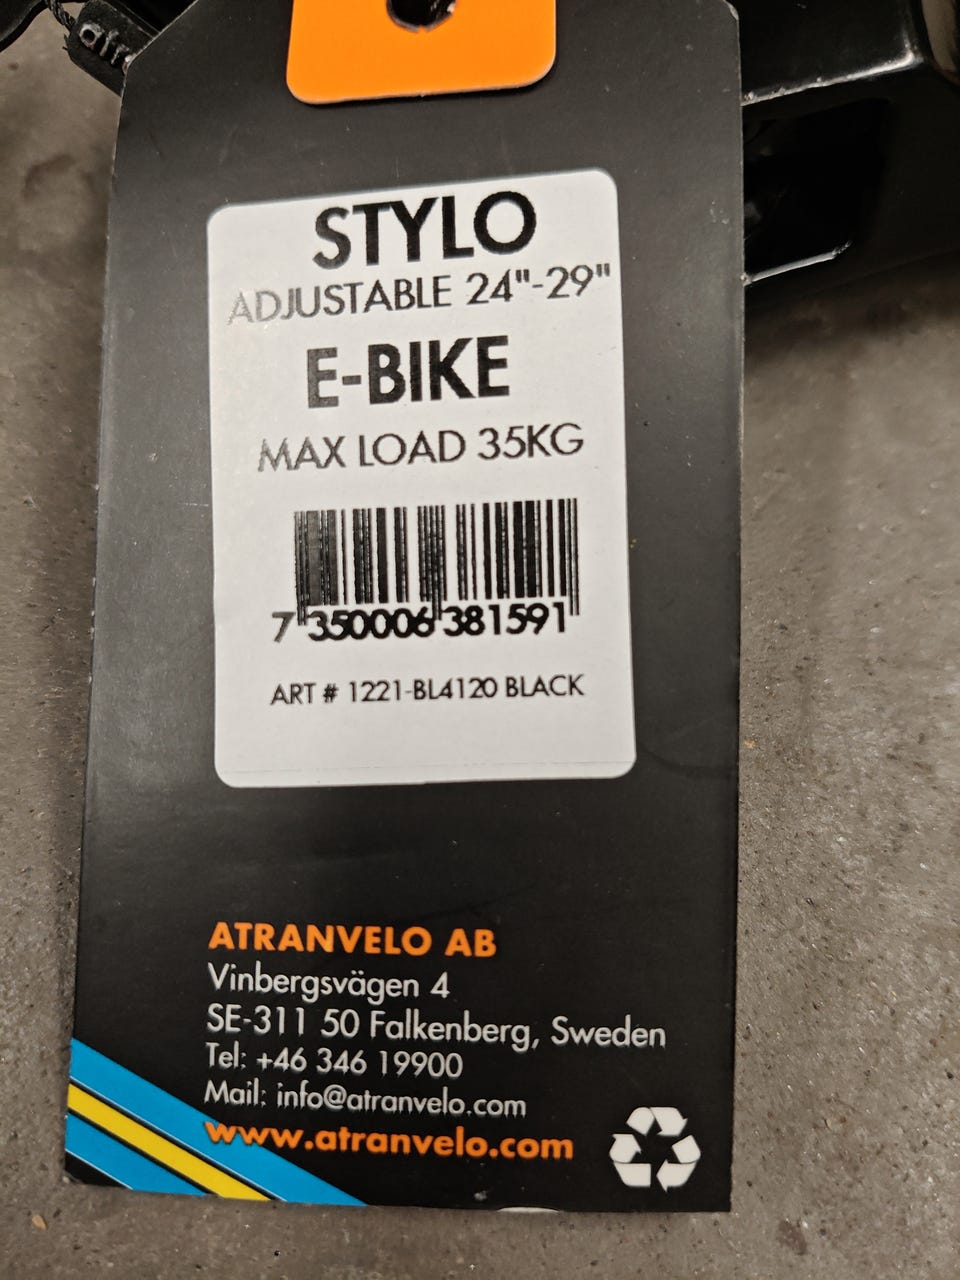 STYLO
ADJUSTABLE 24"-29"
E-BIKE
MAX LOAD 35KG
7 350006 381591
ART # 1221-BL4120 BLACK
ATRANVELO AB
Vinbergsvägen 4
SE-311 50 Falkenberg, Sweden
Tel: +46 346 19900
Mail: info@atranvelo.com
www.atranvelo.com